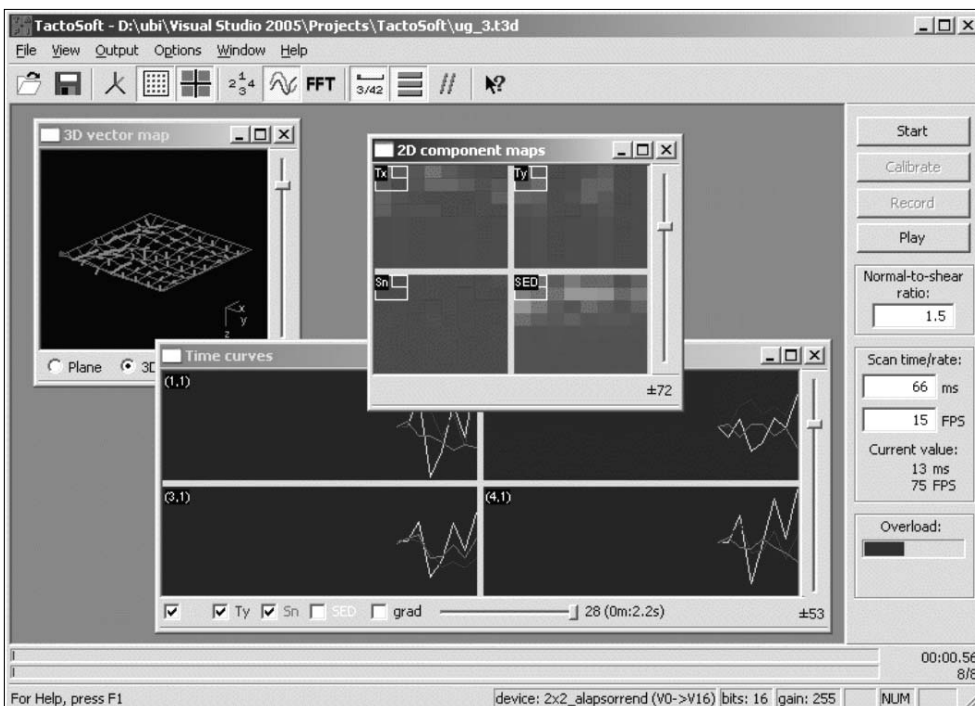 TactoSoft - D:\ubi\Visual Studio 2005\Projects\TactoSoft\ug_3.t3d
File View Output Options Window Help
2 1 3 4 FFT 3/42
3D vector map
x
y
z
Plane 3D
2D component maps
Tx
Ty
Sn
SED
±72
Time curves
(1,1)
(3,1)
(4,1)
Ty Sn SED grad 28 (0m:2.2s)
±53
Start
Calibrate
Record
Play
Normal-to-shear
ratio:
1.5
Scan time/rate:
66 ms
15 FPS
Current value:
13 ms
75 FPS
Overload:
00:00.56
8/8
For Help, press F1
device: 2x2_alapsorrend (V0->V16) bits: 16 gain: 255 NUM